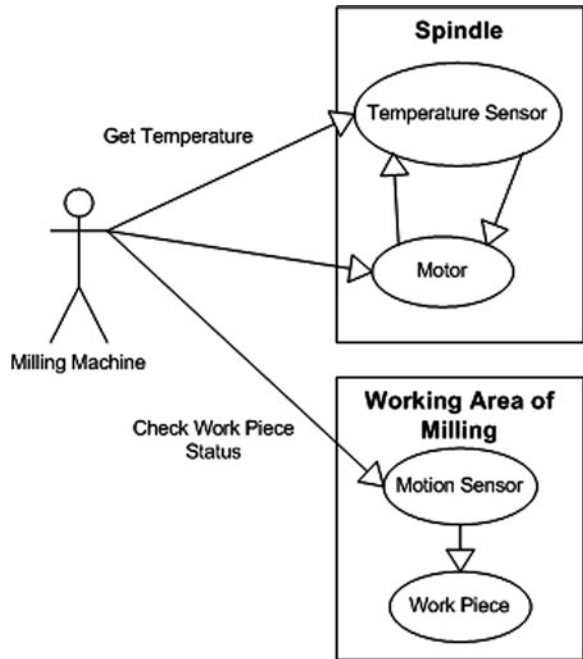 Spindle
Temperature Sensor
Get Temperature
Motor
Milling Machine
Working Area of
Milling
Check Work Piece
Status
Motion Sensor
Work Piece